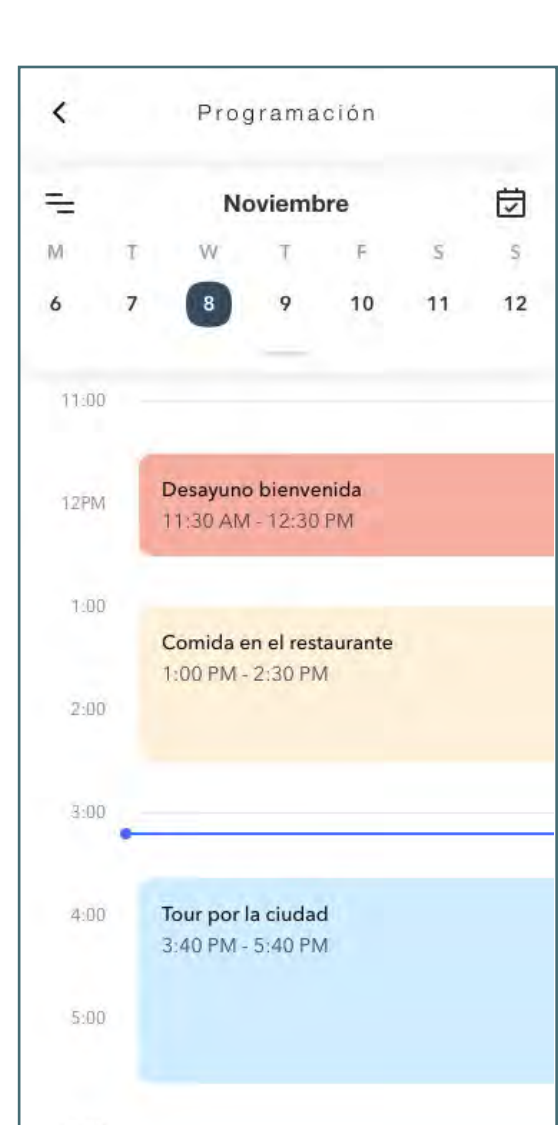 Programación
Noviembre
M T W T F S S
6 7 8 9 10 11 12
11:00
Desayuno bienvenida
12PM
11:30 AM - 12:30 PM
1:00
Comida en el restaurante
1:00 PM - 2:30 PM
2:00
3:00
4:00
Tour por la ciudad
3:40 PM - 5:40 PM
5:00